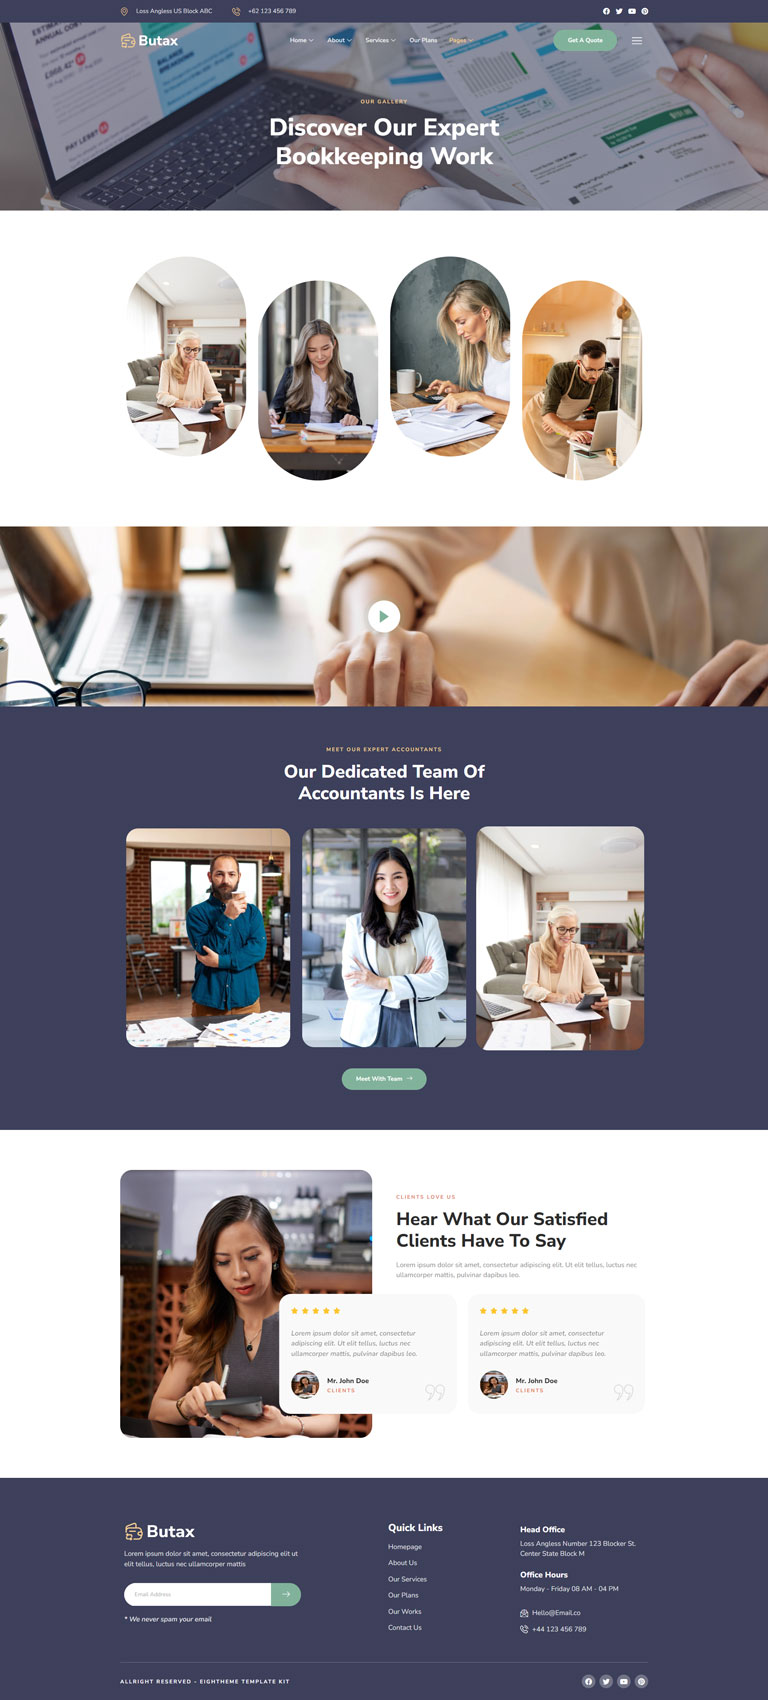 Loss Angless US Block ABC
+62 123 456 789
Butax
Home
About
Services
Our Plans
Pages
Get A Quote
OUR GALLERY
Discover Our Expert
Bookkeeping Work
MEET OUR EXPERT ACCOUNTANTS
Our Dedicated Team Of
Accountants Is Here
Meet With Team
CLIENTS LOVE US
Hear What Our Satisfied
Clients Have To Say
Lorem ipsum dolor sit amet, consectetur adipiscing elit. Ut elit tellus, luctus nec
ullamcorper mattis, pulvinar dapibus leo.
Lorem ipsum dolor sit amet, consectetur
adipiscing elit. Ut elit tellus, luctus nec
ullamcorper mattis, pulvinar dapibus leo.
Mr. John Doe
CLIENTS
Lorem ipsum dolor sit amet, consectetur
adipiscing elit. Ut elit tellus, luctus nec
ullamcorper mattis, pulvinar dapibus leo.
Mr. John Doe
CLIENTS
Butax
Lorem ipsum dolor sit amet, consectetur adipiscing elit ut
elit tellus, luctus nec ullamcorper mattis
Email Address
* We never spam your email
Quick Links
Homepage
About Us
Our Services
Our Plans
Our Works
Contact Us
Head Office
Loss Angless Number 123 Blocker St.
Center State Block M
Office Hours
Monday - Friday 08 AM - 04 PM
Hello@Email.co
+44 123 456 789
ALLRIGHT RESERVED - EIGHTHEME TEMPLATE KIT